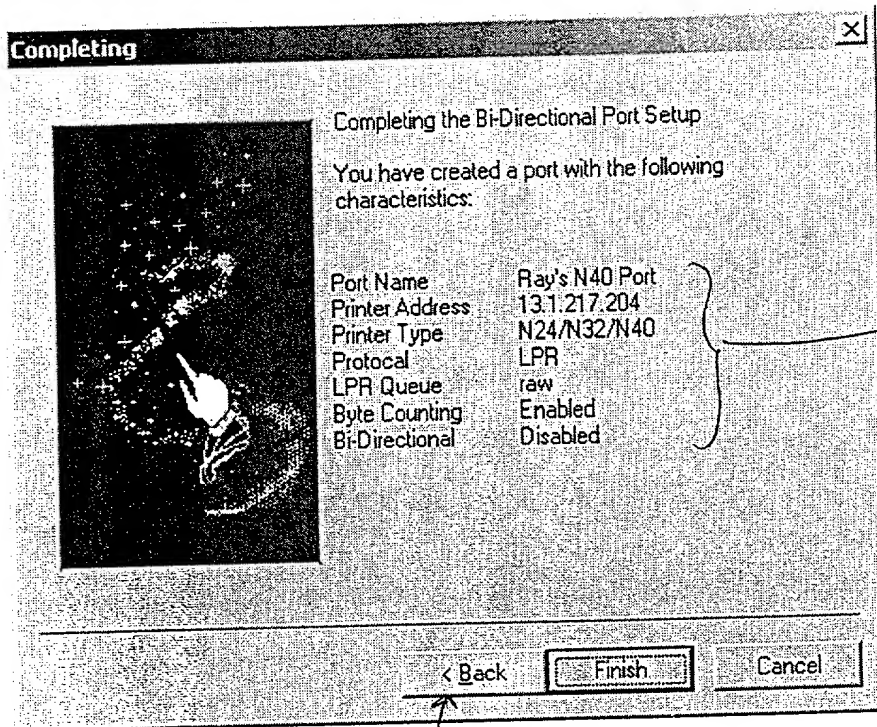 Completing
Completing the Bi-Directional Port Setup
You have created a port with the following
characteristics:
Port Name Ray's N40 Port
Printer Address 13.1.217.204
Printer Type N24/N32/N40
Protocal LPR
LPR Queue raw
Byte Counting Enabled
Bi-Directional Disabled
< Back Finish Cancel